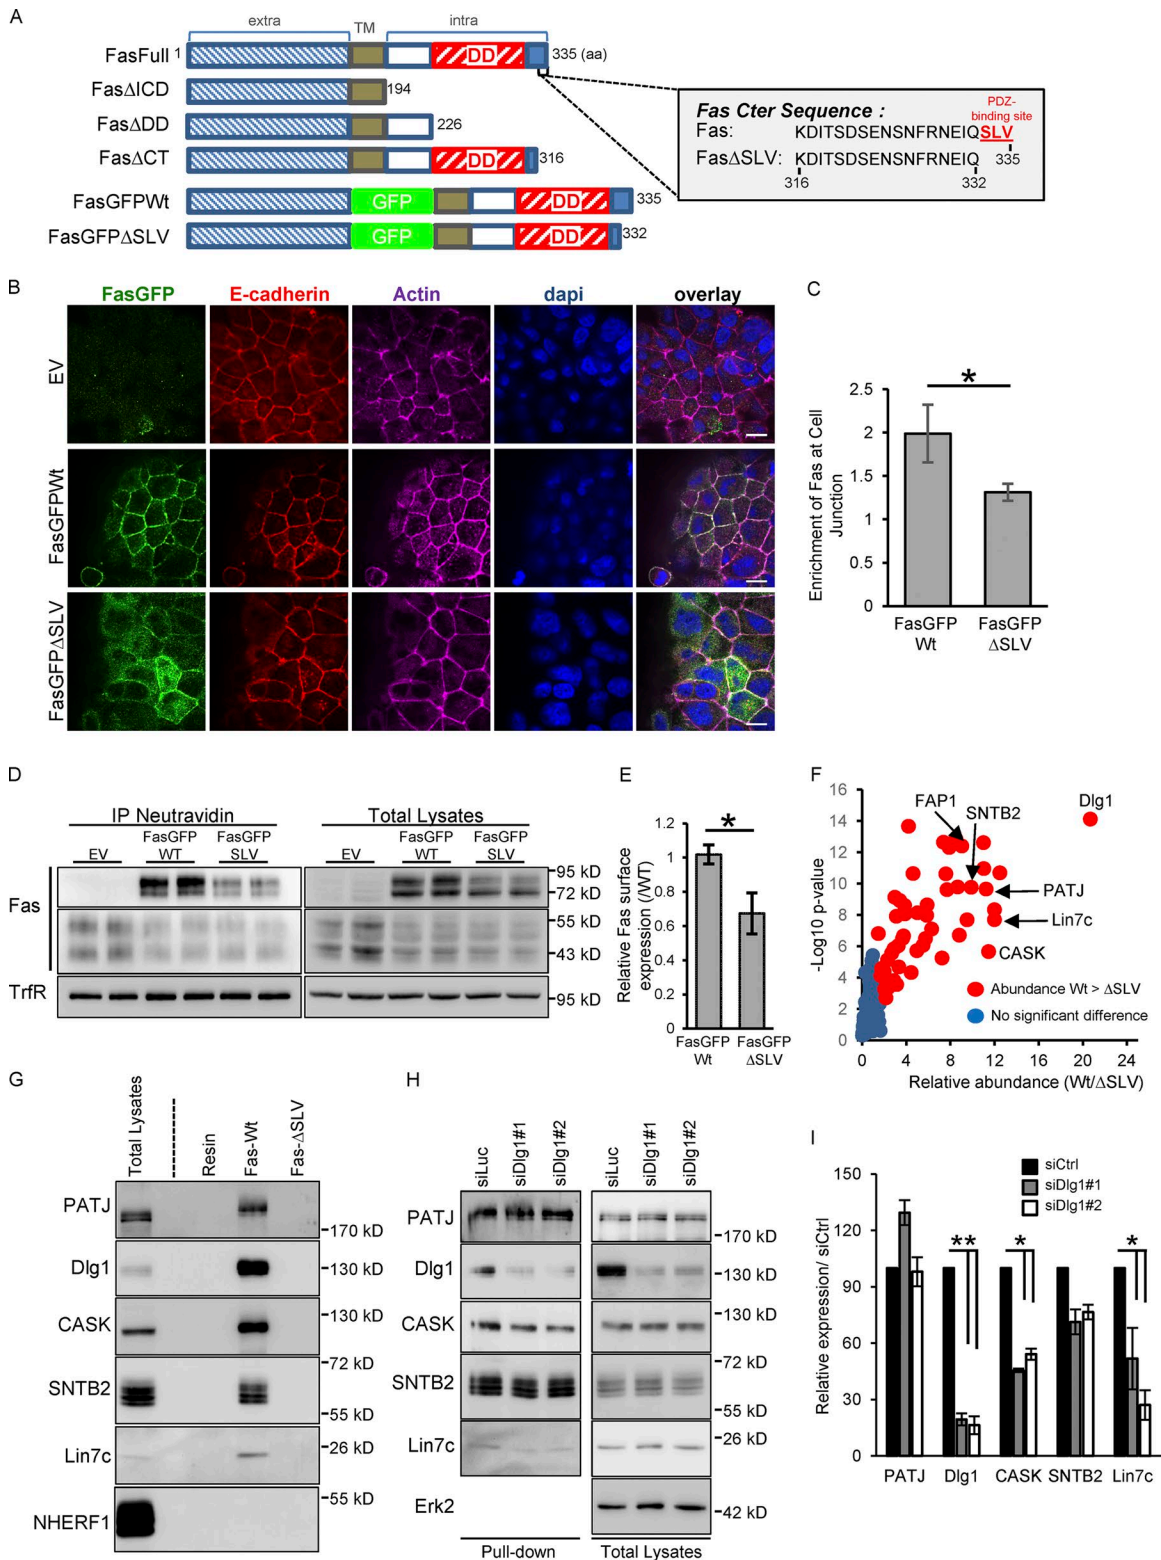 A
extra
TM
intra
FasFull 1
DD
335 (aa)
FasΔICD
194
FasΔDD
226
FasΔCT
DD
316
FasGFPWt
GFP
DD
335
FasGFPΔSLV
GFP
DD
332
Fas Cter Sequence :
PDZ-
binding site
Fas: KDITSDSENSNFRNEIQSLV
335
FasΔSLV: KDITSDSENSNFRNEIQ
316
332
B
FasGFP E-cadherin Actin dapi overlay
EV
FasGFPWt
FasGFPΔSLV
C
*
Enrichment of Fas at Cell
Junction
2.5
2
1.5
1
0.5
0
FasGFP
Wt
FasGFP
ΔSLV
D
IP Neutravidin
Total Lysates
EV
FasGFP
WT
FasGFP
SLV
EV
FasGFP
WT
FasGFP
SLV
Fas
95 kD
72 kD
55 kD
43 kD
TrfR
95 kD
E
*
Relative Fas surface
expression (/WT)
1.2
1
0.8
0.6
0.4
0.2
0
FasGFP
Wt
FasGFP
ΔSLV
F
-Log10 p-value
16
14
12
10
8
6
4
2
0
FAP1
SNTB2
Dlg1
PATJ
Lin7c
CASK
Abundance Wt > ΔSLV
No significant difference
0 4 8 12 16 20 24
Relative abundance (Wt/ΔSLV)
G
Total Lysates
Resin
Fas-Wt
Fas-ΔSLV
PATJ
170 kD
Dlg1
130 kD
CASK
130 kD
SNTB2
72 kD
55 kD
Lin7c
26 kD
NHERF1
55 kD
H
siLuc
siDlg1#1
siDlg1#2
siLuc
siDlg1#1
siDlg1#2
PATJ
170 kD
Dlg1
130 kD
CASK
130 kD
SNTB2
72 kD
55 kD
Lin7c
26 kD
Erk2
42 kD
Pull-down
Total Lysates
I
siCtrl
siDlg1#1
siDlg1#2
Relative expression/ siCtrl
150
120
90
60
30
0
**
*
*
PATJ Dlg1 CASK SNTB2 Lin7c